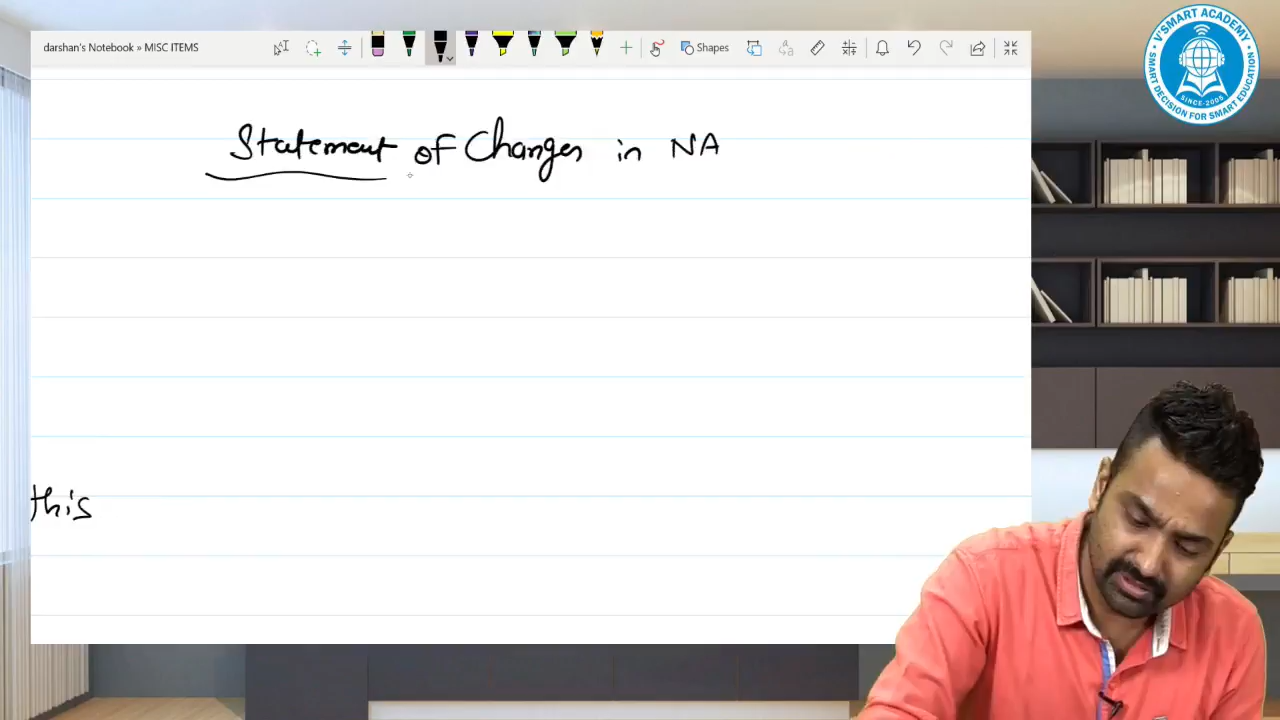 darshan's Notebook » MISC ITEMS
Shapes
Statement of Changes in NA
this
V'SMART ACADEMY
SMART DECISION FOR SMART EDUCATION
SINCE-2005